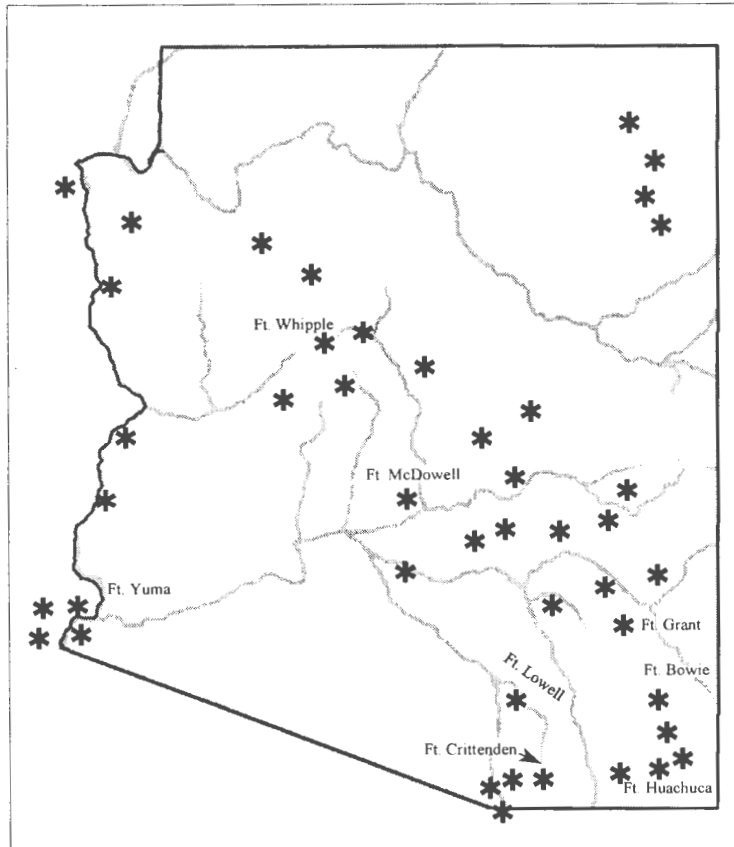 Ft. Whipple
Ft. McDowell
Ft. Yuma
Ft. Grant
Ft. Lowell
Ft. Bowie
Ft. Crittenden
Ft. Huachuca